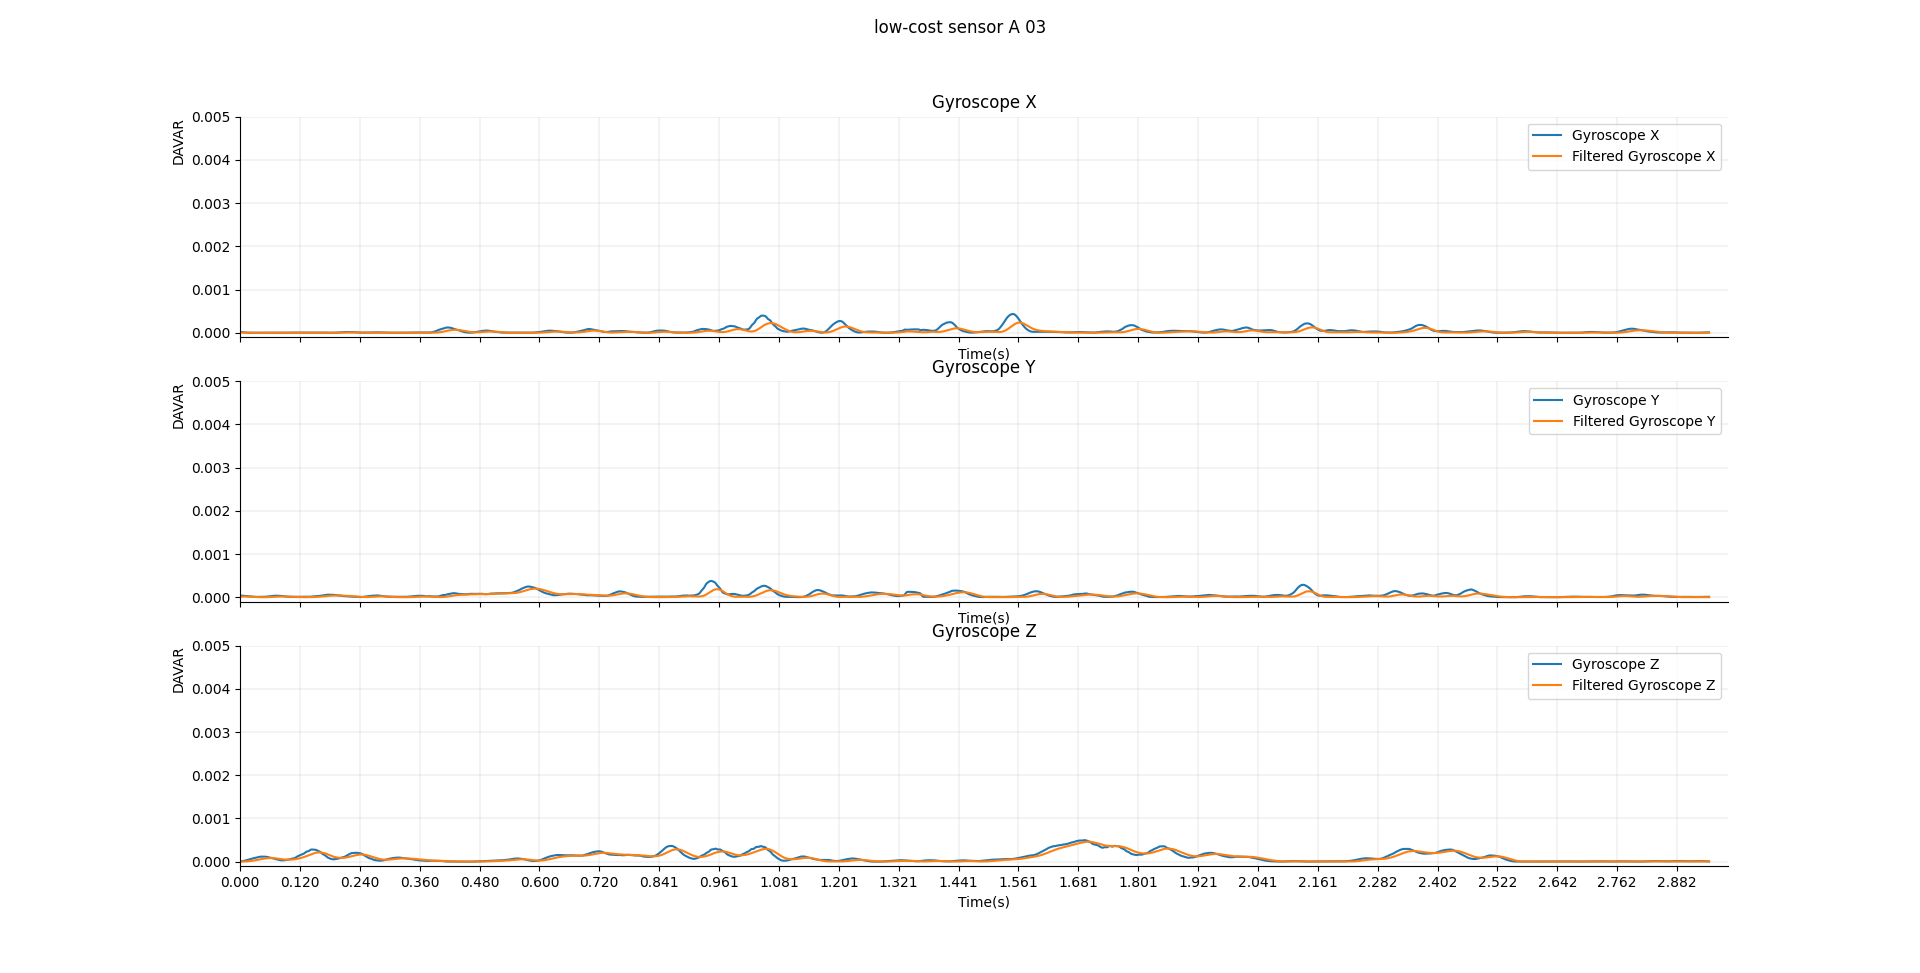 low-cost sensor A 03
Gyroscope X
DAVAR
0.005
0.004
0.003
0.002
0.001
0.000
Gyroscope X
Filtered Gyroscope X
Time(s)
Gyroscope Y
DAVAR
0.005
0.004
0.003
0.002
0.001
0.000
Gyroscope Y
Filtered Gyroscope Y
Time(s)
Gyroscope Z
DAVAR
0.005
0.004
0.003
0.002
0.001
0.000
Gyroscope Z
Filtered Gyroscope Z
0.000 0.120 0.240 0.360 0.480 0.600 0.720 0.841 0.961 1.081 1.201 1.321 1.441 1.561 1.681 1.801 1.921 2.041 2.161 2.282 2.402 2.522 2.642 2.762 2.882
Time(s)